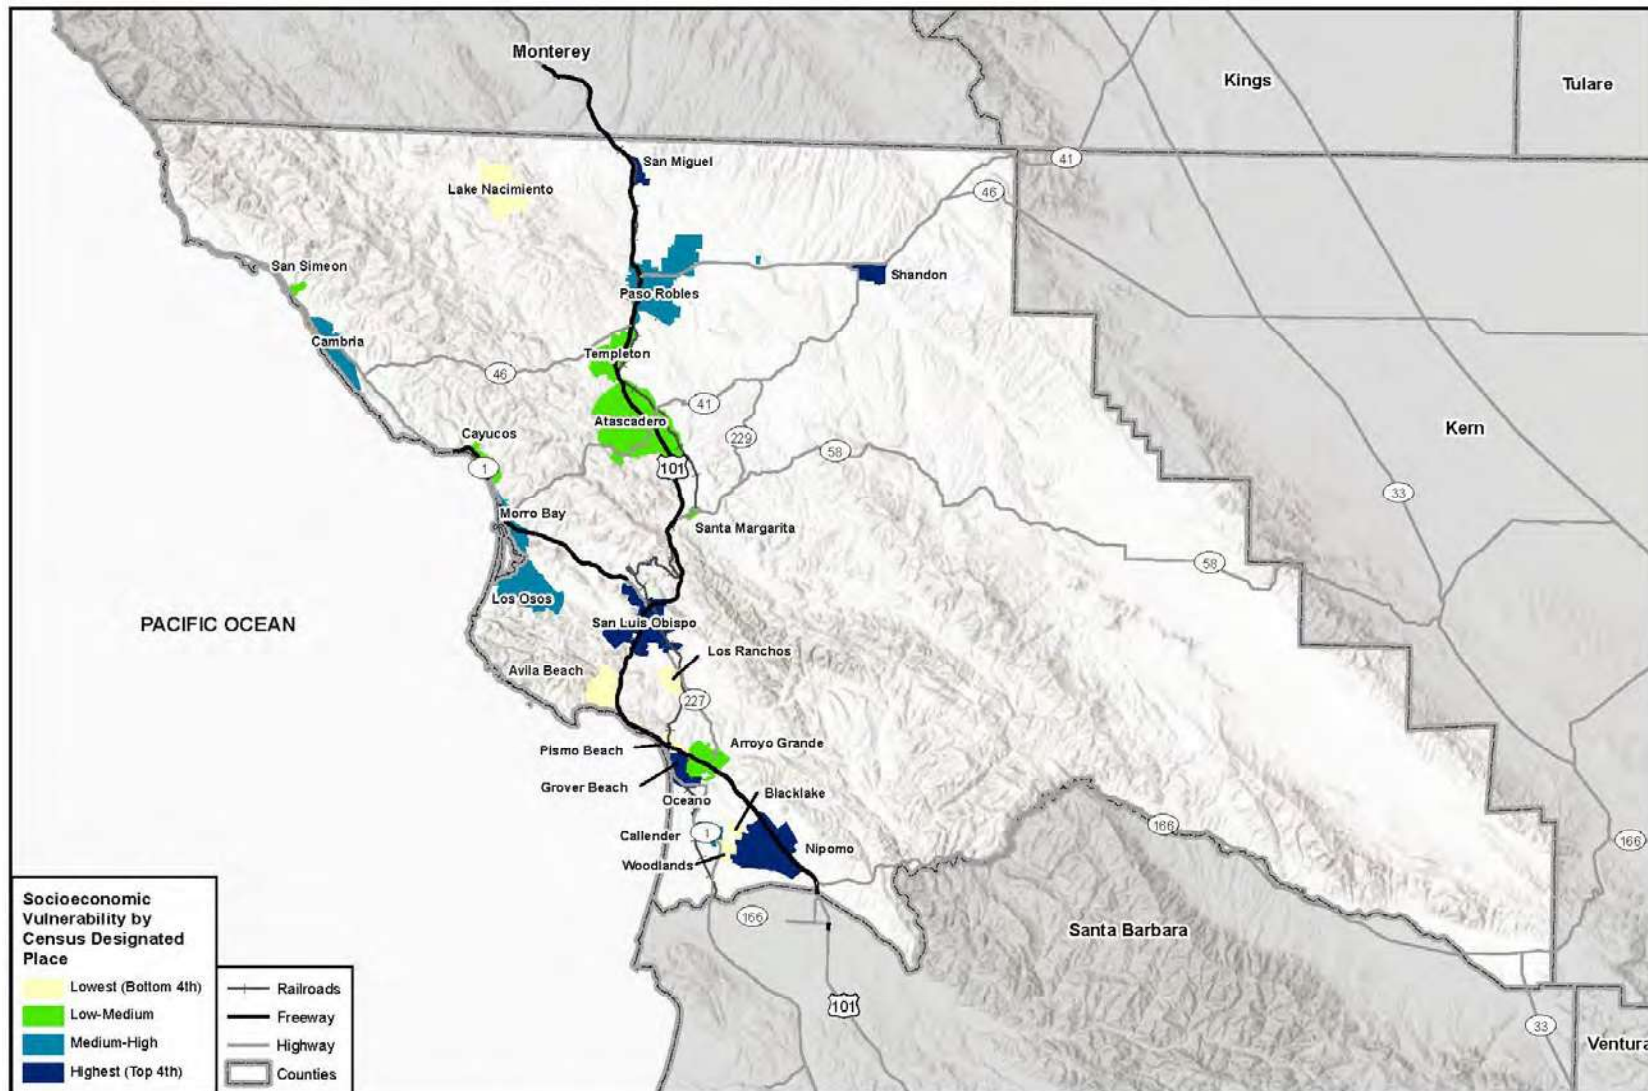 Monterey
Kings
Tulare
41
San Miguel
46
Lake Nacimiento
San Simeon
Shandon
Paso Robles
Cambria
Templeton
46
41
Atascadero
Kern
Cayucos
229
58
1
101
33
Morro Bay
Santa Margarita
58
Los Osos
PACIFIC OCEAN
San Luis Obispo
Los Ranchos
Avila Beach
227
Pismo Beach
Arroyo Grande
Grover Beach
Blacklake
Oceano
Callender
1
166
166
Nipomo
Woodlands
166
Santa Barbara
101
33
Ventura
Socioeconomic
Vulnerability by
Census Designated
Place
Lowest (Bottom 4th)
Low-Medium
Medium-High
Highest (Top 4th)
Railroads
Freeway
Highway
Counties